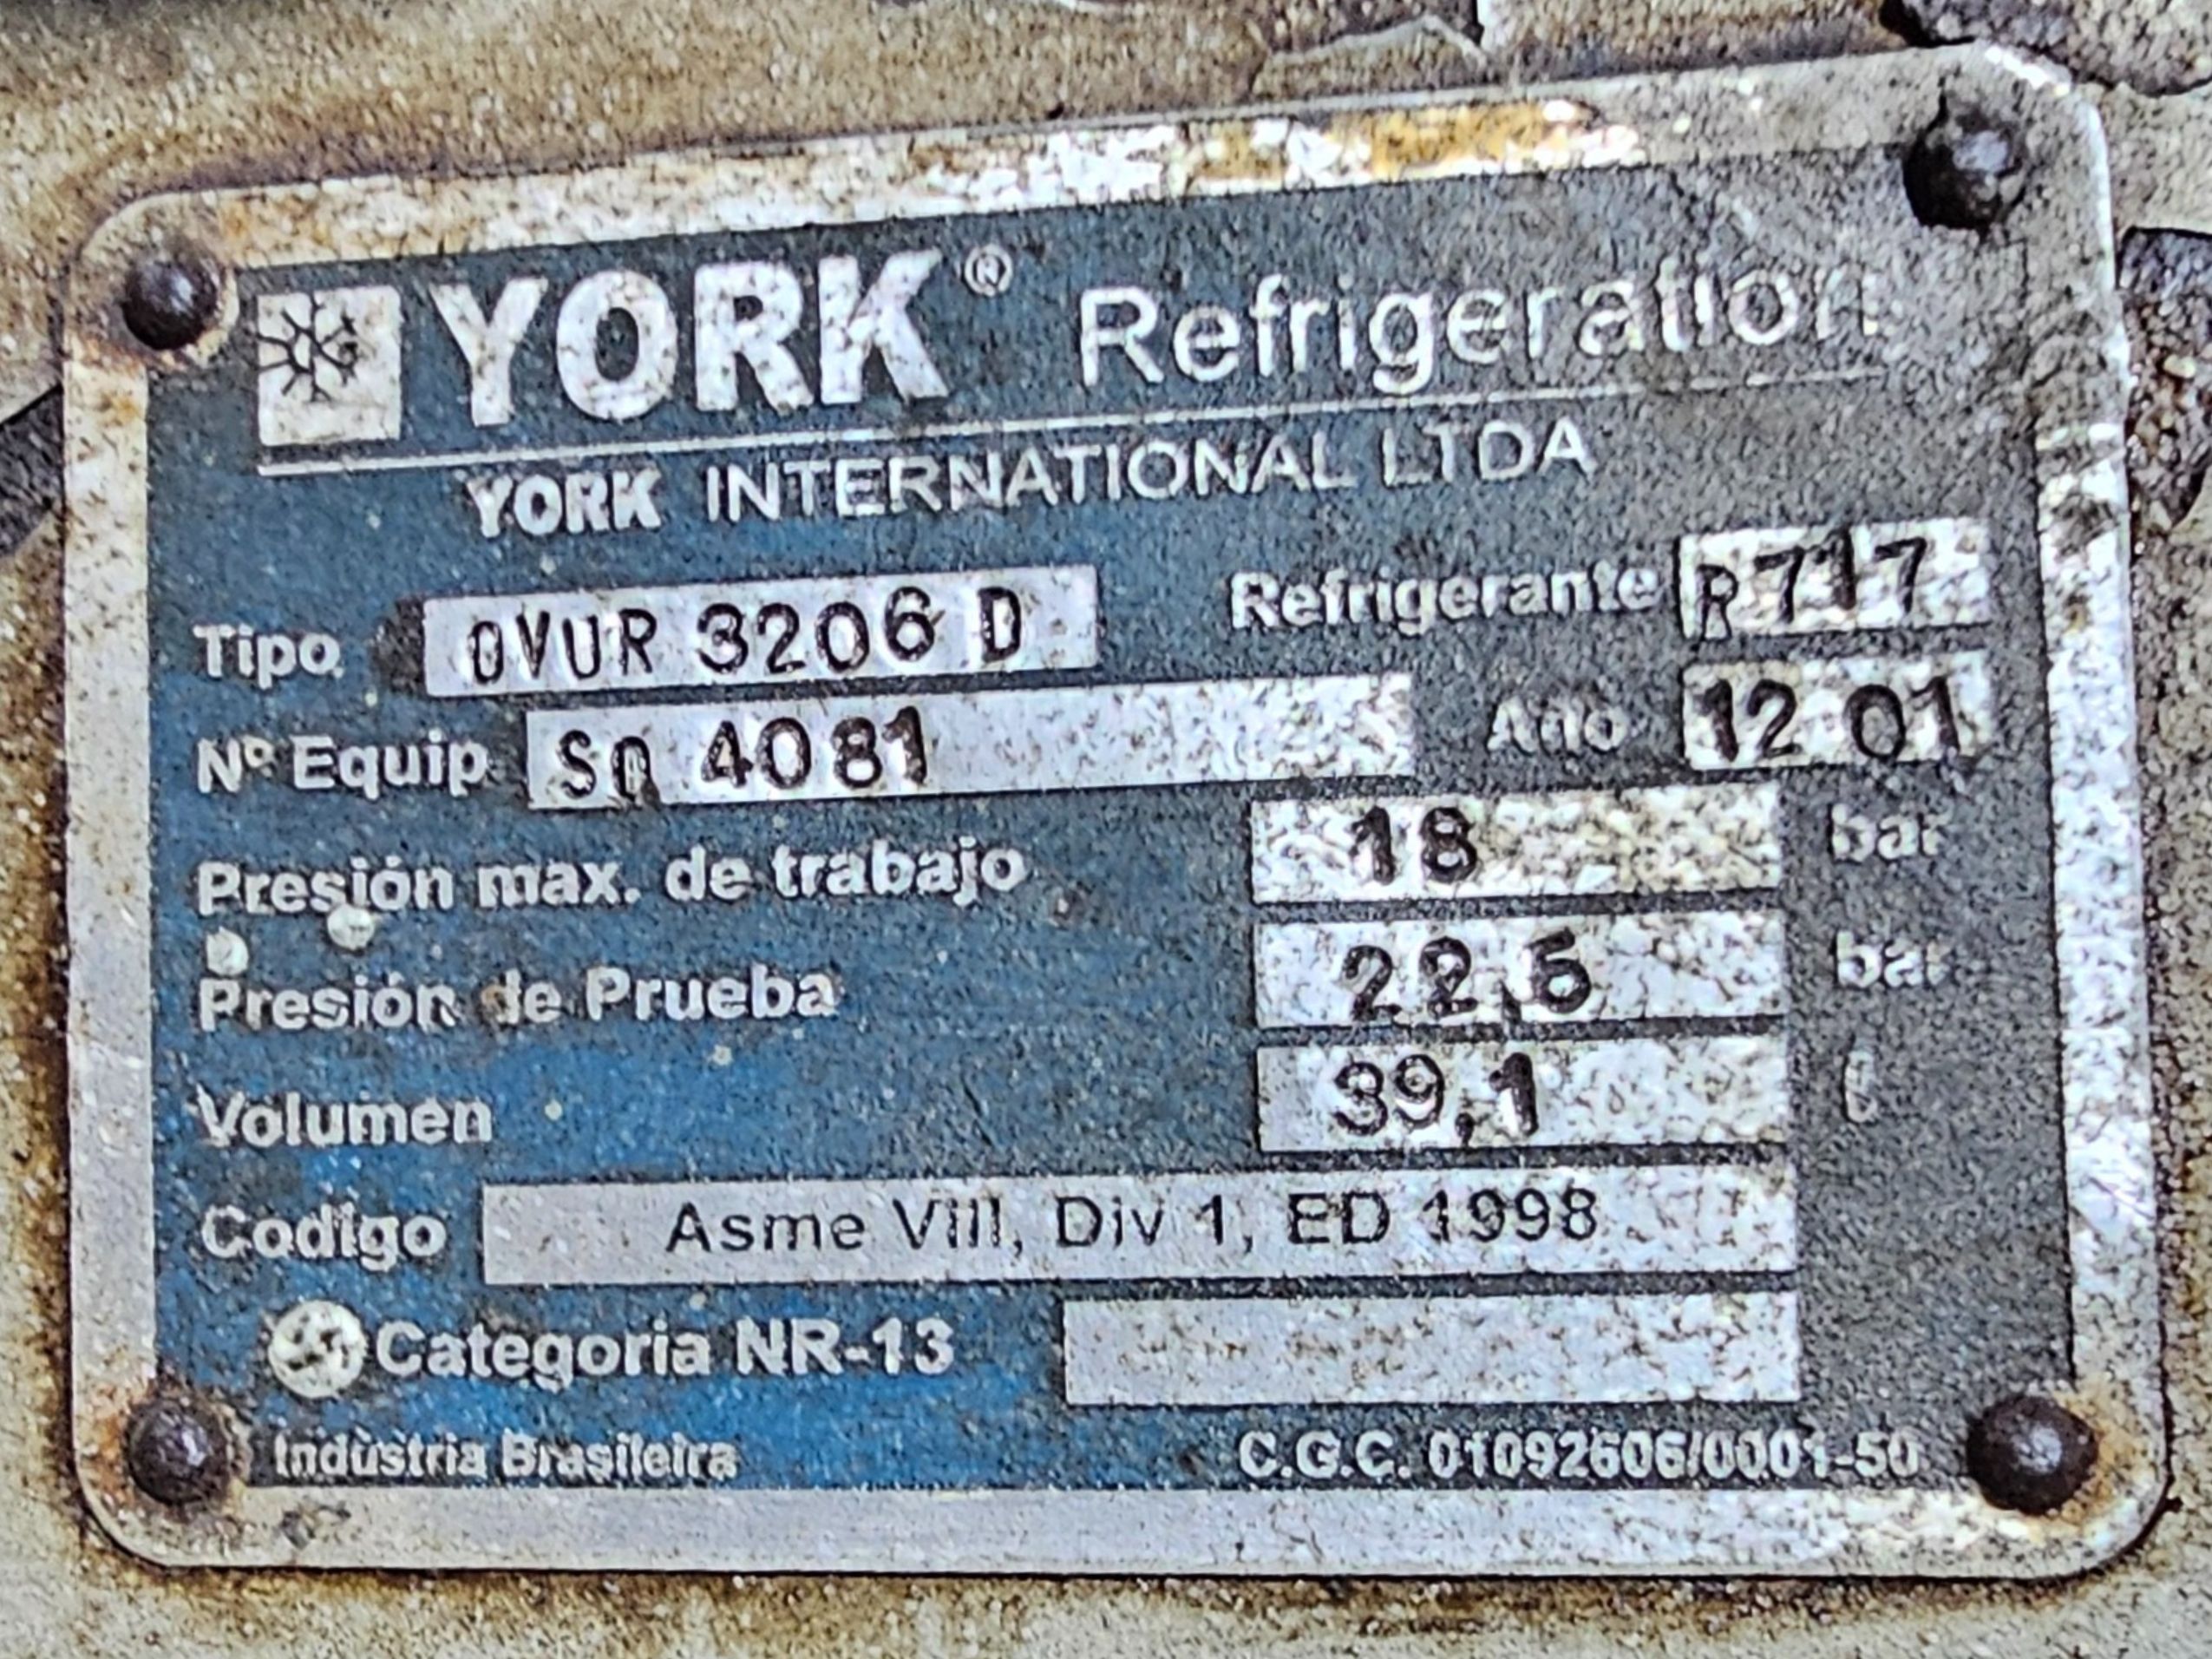 YORK® Refrigeration
YORK INTERNATIONAL LTDA
Tipo OVUR 3206 D Refrigerante R717
Nº Equip Sn 4081 Año 12 01
Presión max. de trabajo 18 bar
Presión de Prueba 22,5 bar
Volumen 39,1 ℓ
Codigo Asme VIII, Div 1, ED 1998
Categoria NR-13
Indústria Brasileira C.G.C. 01092606/0001-50